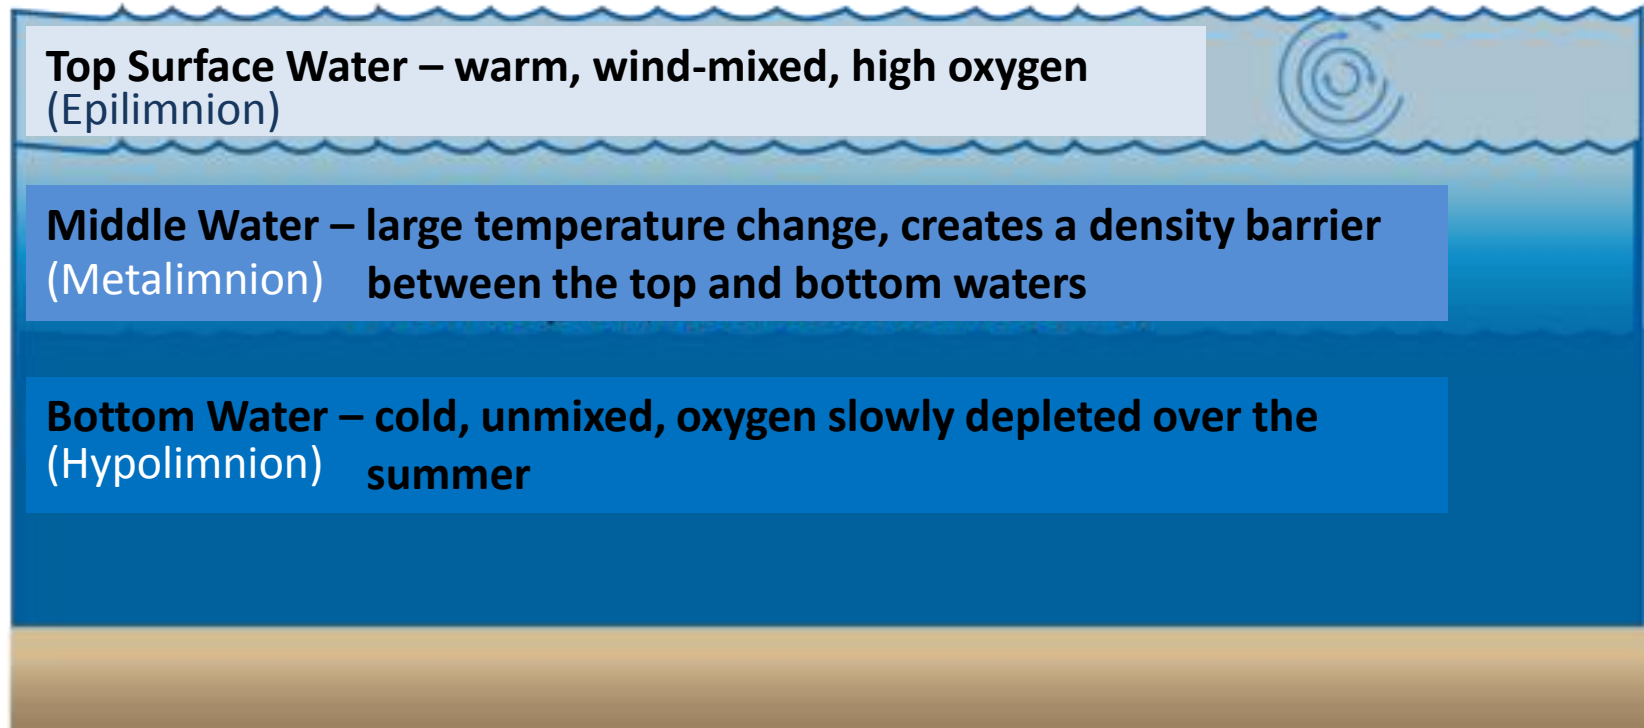 Top Surface Water – warm, wind-mixed, high oxygen
(Epilimnion)
Middle Water – large temperature change, creates a density barrier
(Metalimnion) between the top and bottom waters
Bottom Water – cold, unmixed, oxygen slowly depleted over the
(Hypolimnion) summer